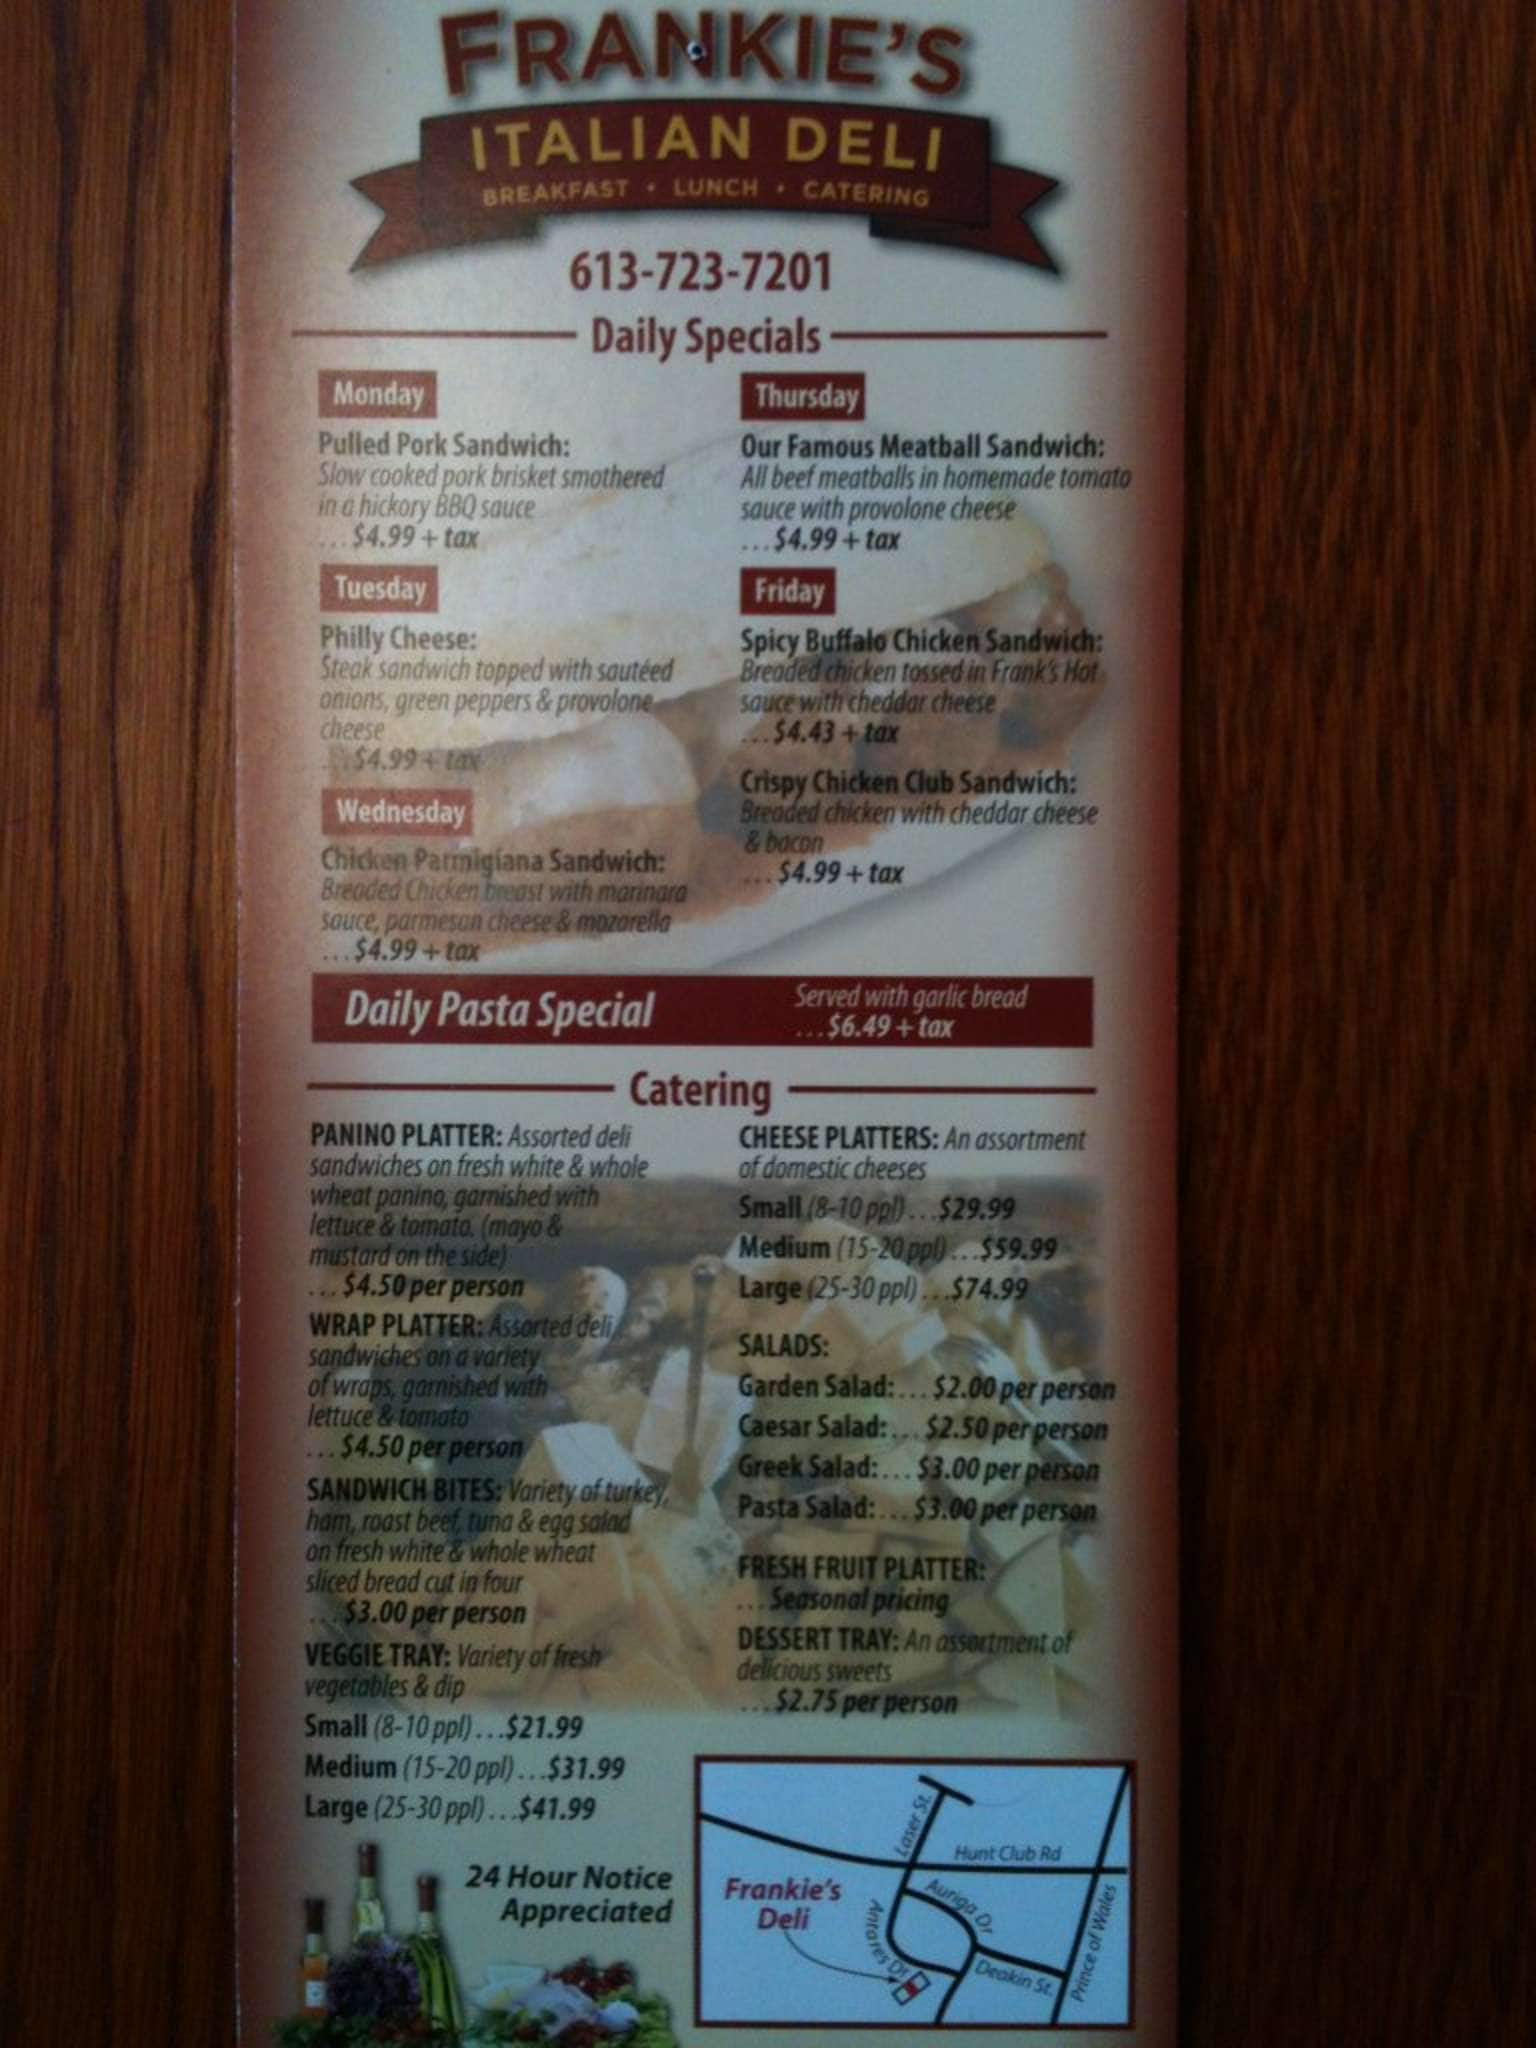 FRANKIE'S
ITALIAN DELI
BREAKFAST • LUNCH • CATERING
613-723-7201
Daily Specials
Monday
Pulled Pork Sandwich:
Slow cooked pork brisket smothered
in a hickory BBQ sauce
... $4.99 + tax
Tuesday
Philly Cheese:
Steak sandwich topped with sautéed
onions, green peppers & provolone
cheese
... $4.99 + tax
Wednesday
Chicken Parmigiana Sandwich:
Breaded Chicken breast with marinara
sauce, parmesan cheese & mozarella
... $4.99 + tax
Thursday
Our Famous Meatball Sandwich:
All beef meatballs in homemade tomato
sauce with provolone cheese
... $4.99 + tax
Friday
Spicy Buffalo Chicken Sandwich:
Breaded chicken tossed in Frank's Hot
sauce with cheddar cheese
... $4.43 + tax
Crispy Chicken Club Sandwich:
Breaded chicken with cheddar cheese
& bacon
... $4.99 + tax
Daily Pasta Special
Served with garlic bread
... $6.49 + tax
Catering
PANINO PLATTER: Assorted deli
sandwiches on fresh white & whole
wheat panino, garnished with
lettuce & tomato. (mayo &
mustard on the side)
... $4.50 per person
WRAP PLATTER: Assorted deli
sandwiches on a variety
of wraps, garnished with
lettuce & tomato
... $4.50 per person
SANDWICH BITES: Variety of turkey,
ham, roast beef, tuna & egg salad
on fresh white & whole wheat
sliced bread cut in four
... $3.00 per person
VEGGIE TRAY: Variety of fresh
vegetables & dip
Small (8-10 ppl) ...$21.99
Medium (15-20 ppl) ...$31.99
Large (25-30 ppl) ...$41.99
24 Hour Notice
Appreciated
CHEESE PLATTERS: An assortment
of domestic cheeses
Small (8-10 ppl) ...$29.99
Medium (15-20 ppl) ...$59.99
Large (25-30 ppl) ...$74.99
SALADS:
Garden Salad: ... $2.00 per person
Caesar Salad: ... $2.50 per person
Greek Salad: ... $3.00 per person
Pasta Salad: ... $3.00 per person
FRESH FRUIT PLATTER:
... Seasonal pricing
DESSERT TRAY: An assortment of
delicious sweets
... $2.75 per person
Laser St.
Hunt Club Rd
Frankie's
Deli
Auriga Dr
Antares Dr
Deakin St.
Prince of Wales